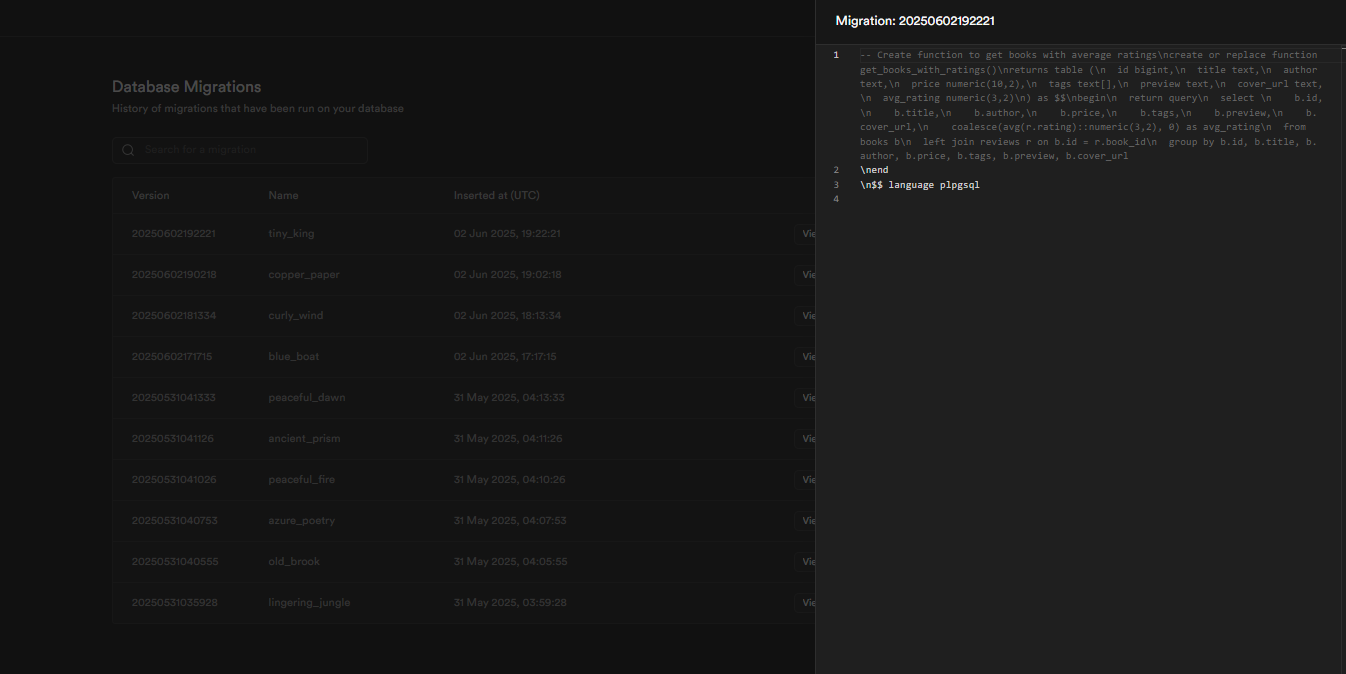 Database Migrations
History of migrations that have been run on your database
Search for a migration
Version Name Inserted at (UTC)
20250602192221 tiny_king 02 Jun 2025, 19:22:21 Vie
20250602190218 copper_paper 02 Jun 2025, 19:02:18 Vie
20250602181334 curly_wind 02 Jun 2025, 18:13:34 Vie
20250602171715 blue_boat 02 Jun 2025, 17:17:15 Vie
20250531041333 peaceful_dawn 31 May 2025, 04:13:33 Vie
20250531041126 ancient_prism 31 May 2025, 04:11:26 Vie
20250531041026 peaceful_fire 31 May 2025, 04:10:26 Vie
20250531040753 azure_poetry 31 May 2025, 04:07:53 Vie
20250531040555 old_brook 31 May 2025, 04:05:55 Vie
20250531035928 lingering_jungle 31 May 2025, 03:59:28 Vie
Migration: 20250602192221
1 -- Create function to get books with average ratings\ncreate or replace function
get_books_with_ratings()\nreturns table (\n  id bigint,\n  title text,\n  author
text,\n  price numeric(10,2),\n  tags text[],\n  preview text,\n  cover_url text,
\n  avg_rating numeric(3,2)\n) as $$\nbegin\n  return query\n  select \n    b.id,
\n    b.title,\n    b.author,\n    b.price,\n    b.tags,\n    b.preview,\n    b.
cover_url,\n    coalesce(avg(r.rating)::numeric(3,2), 0) as avg_rating\n  from
books b\n  left join reviews r on b.id = r.book_id\n  group by b.id, b.title, b.
author, b.price, b.tags, b.preview, b.cover_url
2 \nend
3 \n$$ language plpgsql
4